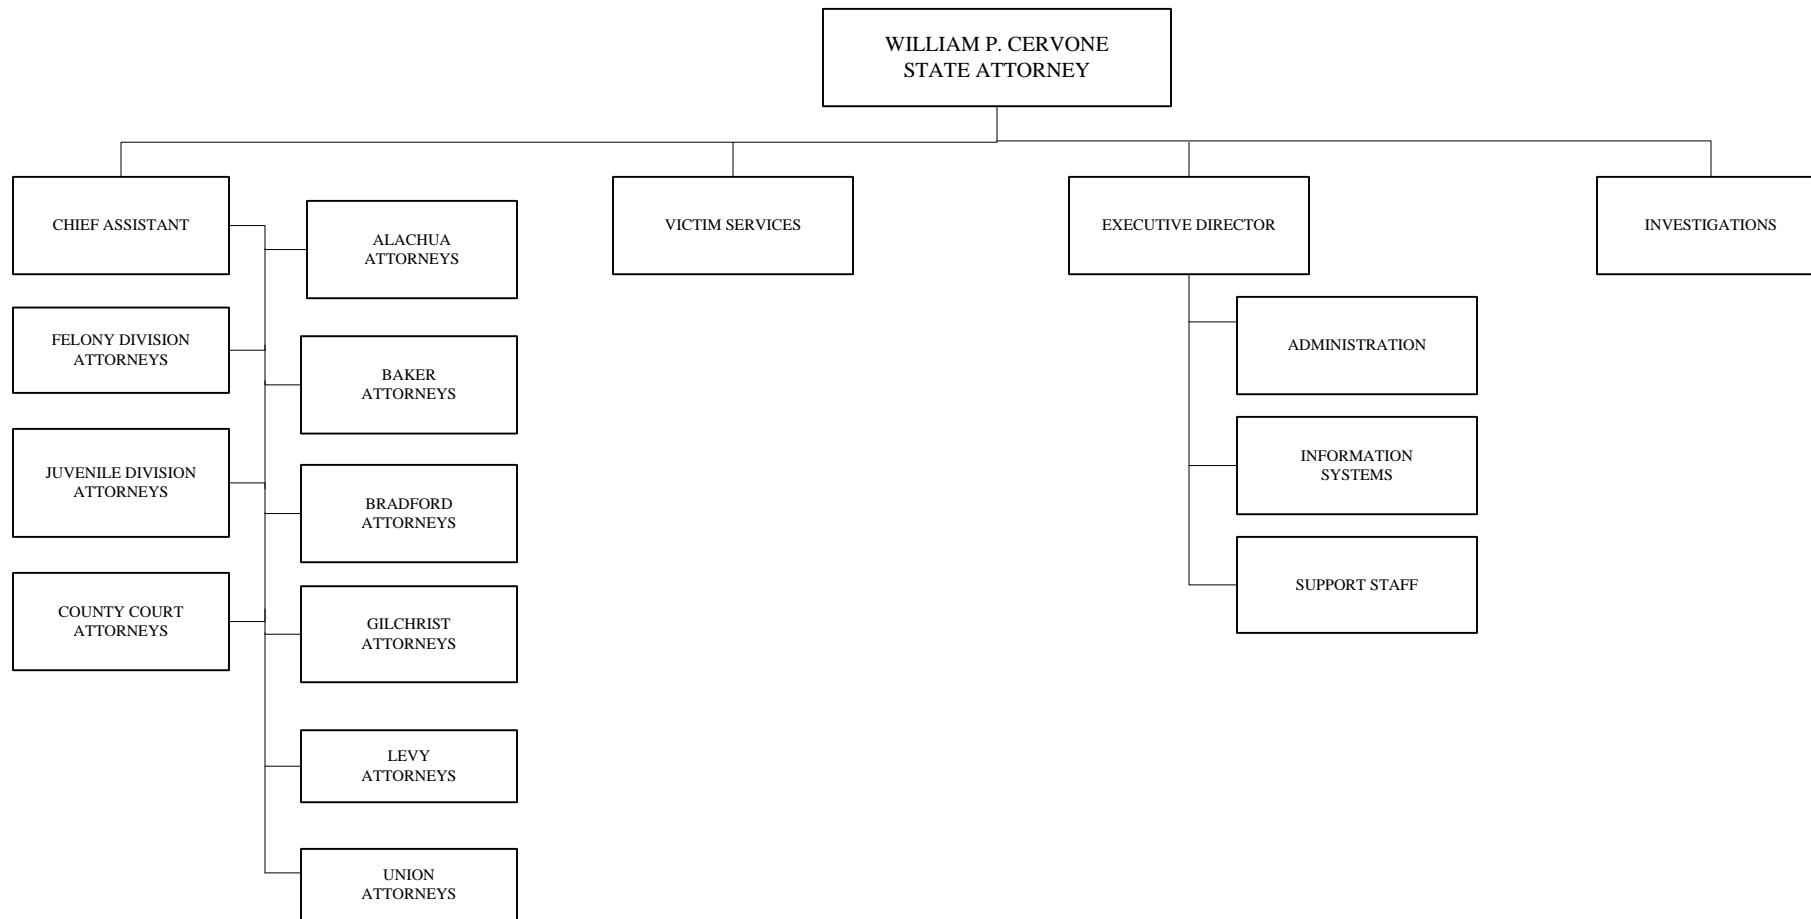 WILLIAM P. CERVONE
STATE ATTORNEY
CHIEF ASSISTANT
VICTIM SERVICES
EXECUTIVE DIRECTOR
INVESTIGATIONS
ALACHUA
ATTORNEYS
FELONY DIVISION
ATTORNEYS
BAKER
ATTORNEYS
JUVENILE DIVISION
ATTORNEYS
BRADFORD
ATTORNEYS
COUNTY COURT
ATTORNEYS
GILCHRIST
ATTORNEYS
LEVY
ATTORNEYS
UNION
ATTORNEYS
ADMINISTRATION
INFORMATION
SYSTEMS
SUPPORT STAFF